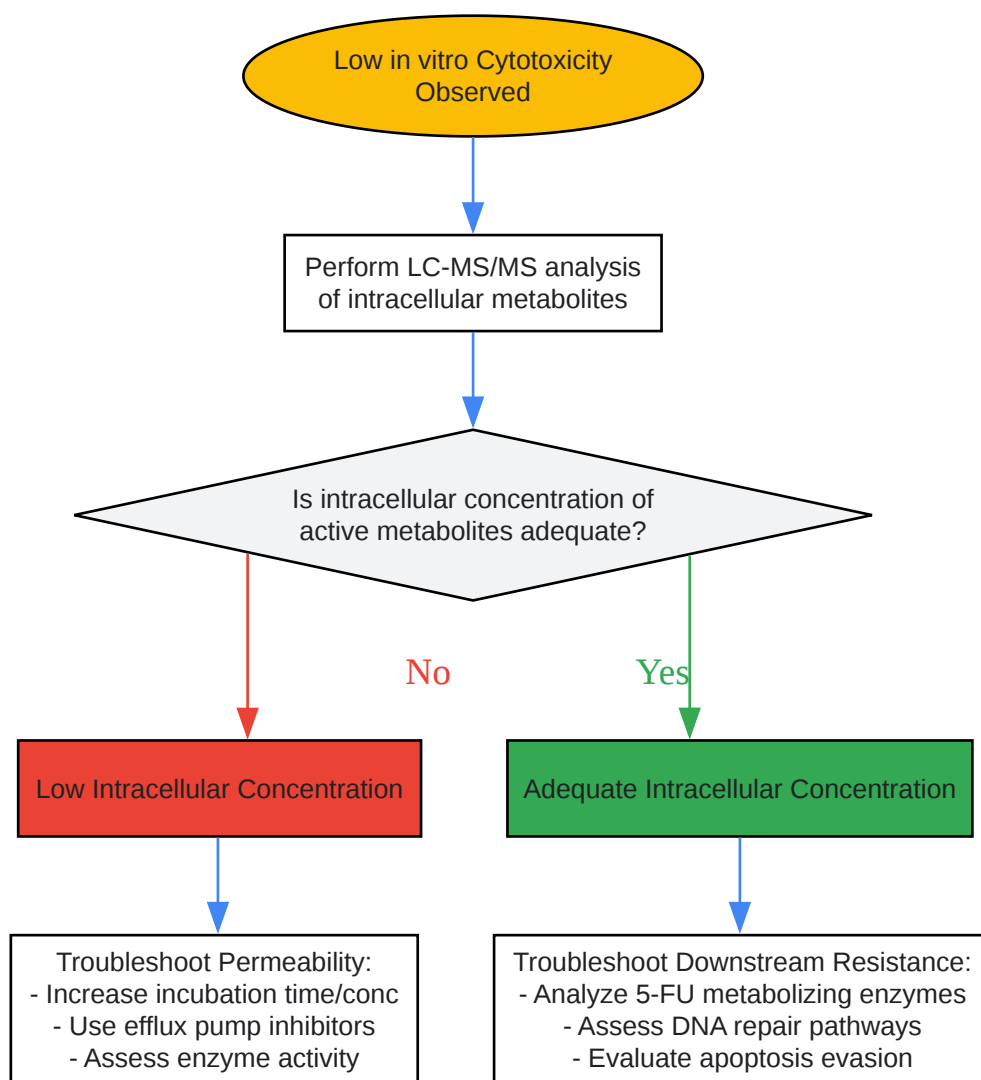 Low in vitro Cytotoxicity
Observed
Perform LC-MS/MS analysis
of intracellular metabolites
Is intracellular concentration of
active metabolites adequate?
No
Yes
Low Intracellular Concentration
Adequate Intracellular Concentration
Troubleshoot Permeability:
- Increase incubation time/conc
- Use efflux pump inhibitors
- Assess enzyme activity
Troubleshoot Downstream Resistance:
- Analyze 5-FU metabolizing enzymes
- Assess DNA repair pathways
- Evaluate apoptosis evasion